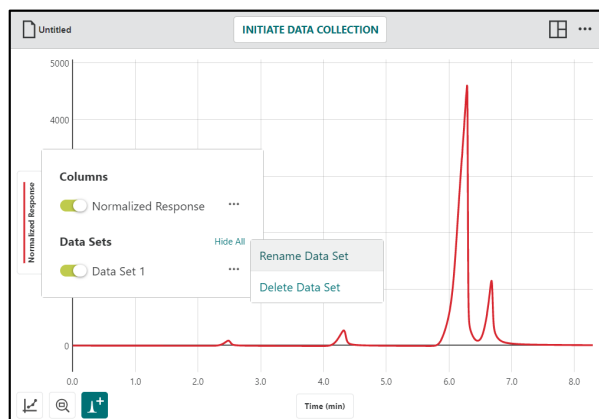 Untitled
INITIATE DATA COLLECTION
5000
4000
Columns
Normalized Response
Normalized Response
Data Sets
Hide All
Data Set 1
Rename Data Set
Delete Data Set
0
0.0 1.0 2.0 3.0 4.0 5.0 6.0 7.0 8.0
Time (min)